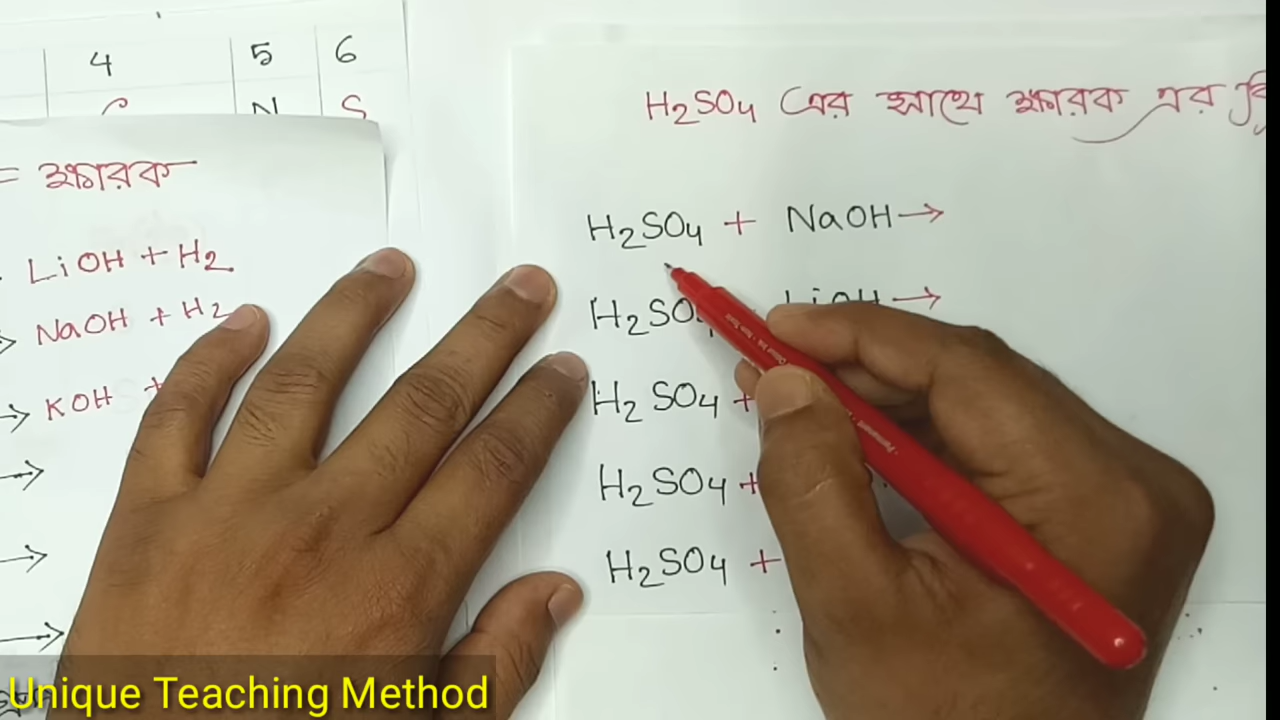 4 5 6
N S
= ক্ষারক
LiOH + H2
NaOH + H2
→ KOH +
→
→
→
H2SO4 এর সাথে ক্ষারক এর
H2SO4 + NaOH →
H2SO4 LiOH →
H2SO4 +
H2SO4 +
H2SO4 +
Unique Teaching Method